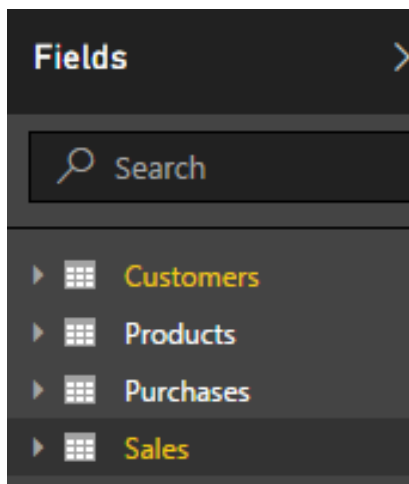 Fields
Search
Customers
Products
Purchases
Sales